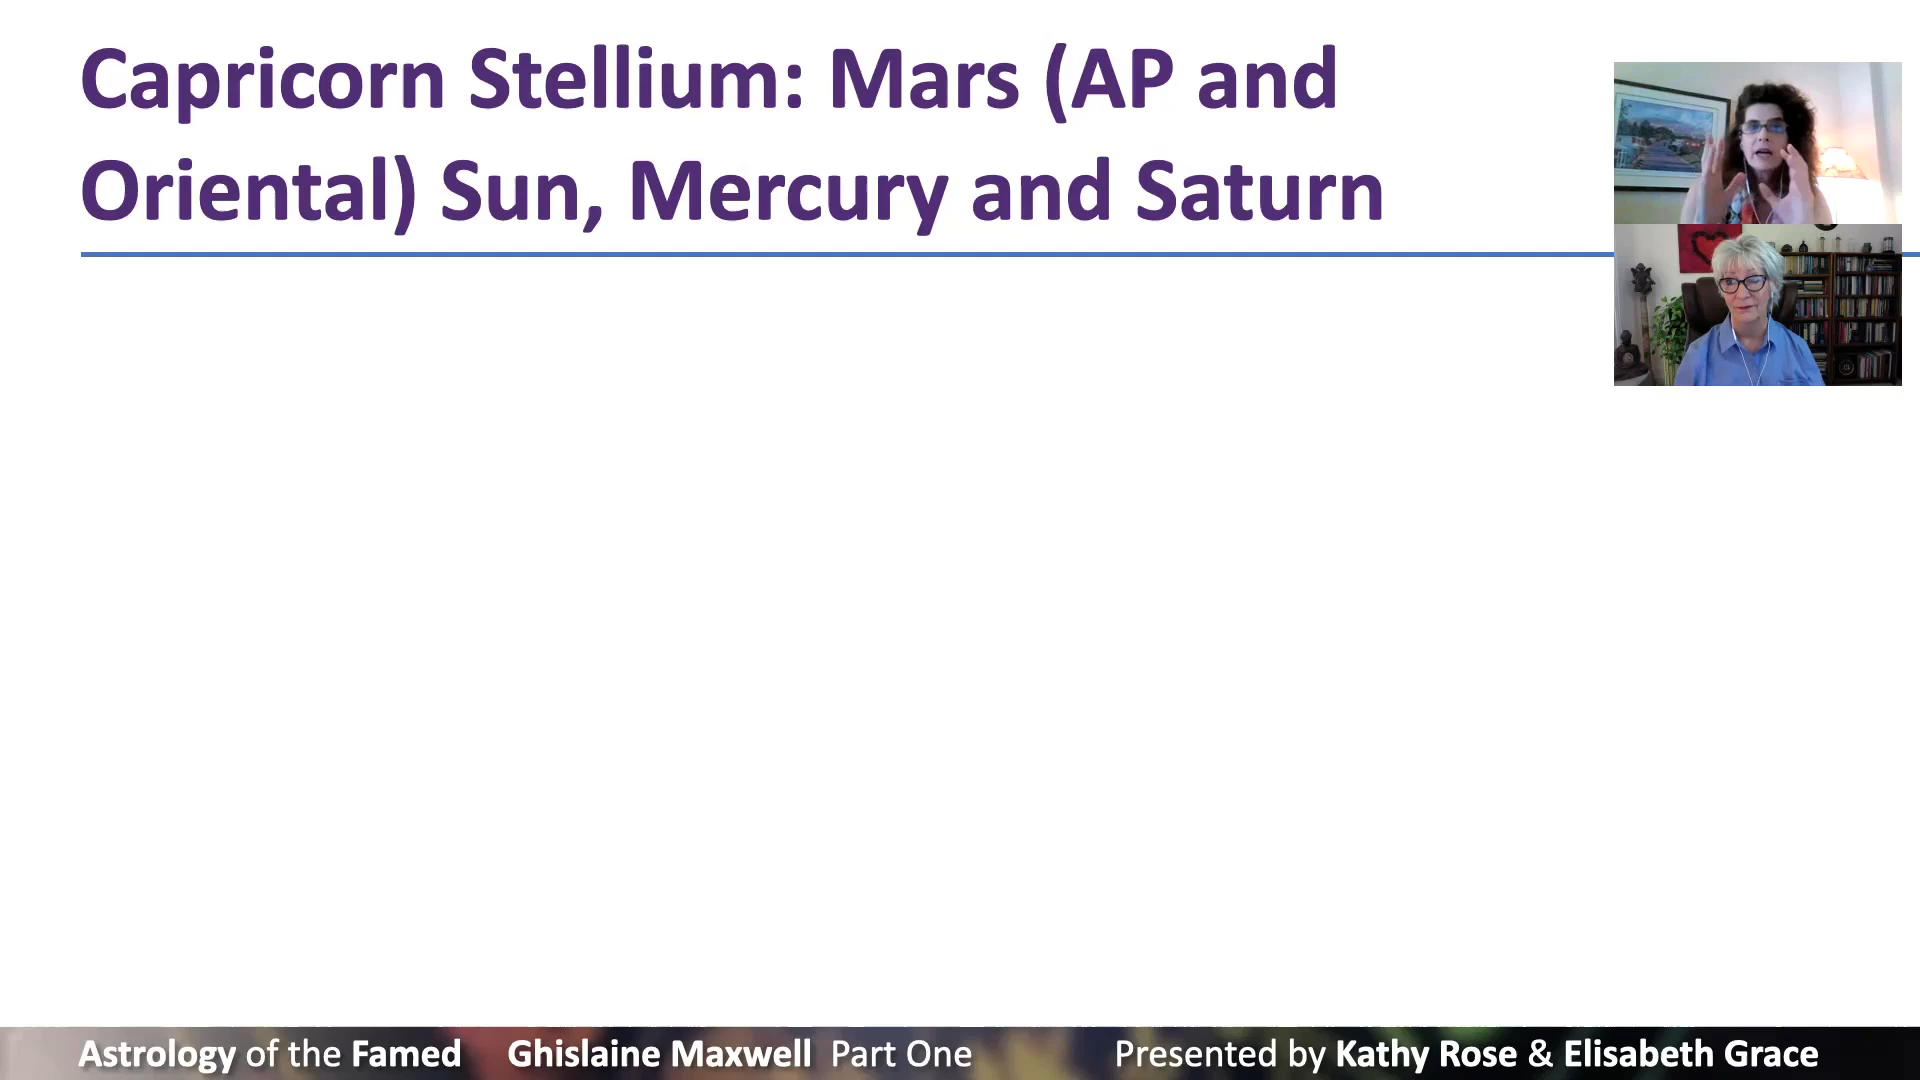 Capricorn Stellium: Mars (AP and
Oriental) Sun, Mercury and Saturn
Astrology of the Famed Ghislaine Maxwell Part One Presented by Kathy Rose & Elisabeth Grace